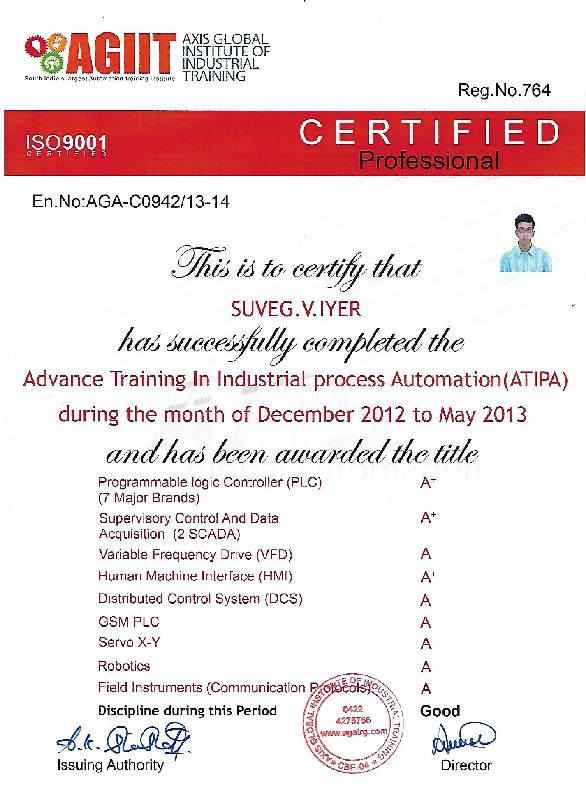 AGIIT
AXIS GLOBAL
INSTITUTE OF
INDUSTRIAL
TRAINING
South India's largest Automation training institute
Reg.No.764
ISO9001
CERTIFIED
CERTIFIED
Professional
En.No:AGA-C0942/13-14
This is to certify that
SUVEG.V.IYER
has successfully completed the
Advance Training In Industrial process Automation(ATIPA)
during the month of December 2012 to May 2013
and has been awarded the title
Programmable logic Controller (PLC) A+
(7 Major Brands)
Supervisory Control And Data A+
Acquisition (2 SCADA)
Variable Frequency Drive (VFD) A
Human Machine Interface (HMI) A+
Distributed Control System (DCS) A
GSM PLC A
Servo X-Y A
Robotics A
Field Instruments (Communication Protocols) A
Discipline during this Period Good
AXIS GLOBAL INSTITUTE OF INDUSTRIAL TRAINING
0422
4275756
CBE-04
Issuing Authority Director